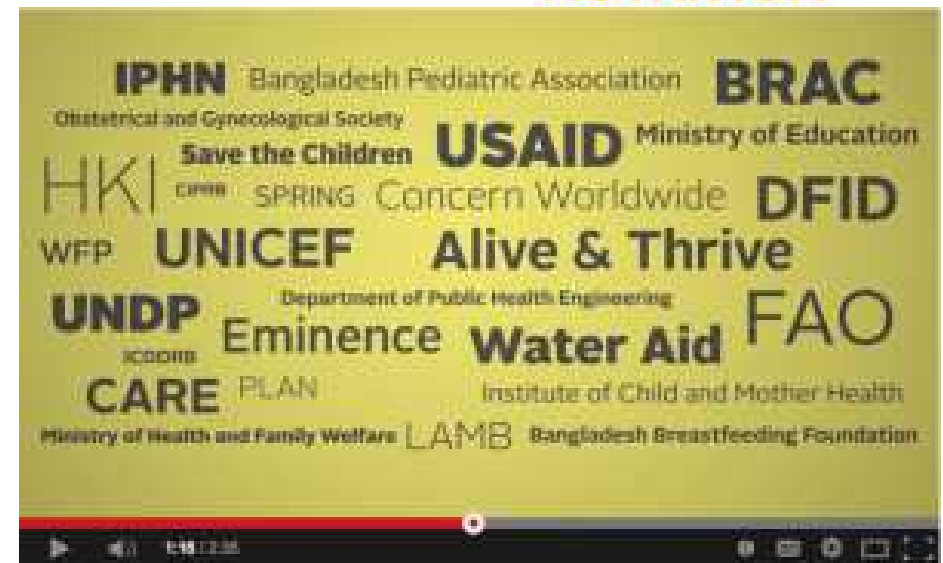 IPHN Bangladesh Pediatric Association BRAC
Obstetrical and Gynecological Society
USAID Ministry of Education
Save the Children
HKI CIPRB SPRING Concern Worldwide DFID
WFP UNICEF Alive & Thrive
UNDP Department of Public Health Engineering FAO
Eminence Water Aid
ICDDRB
CARE PLAN Institute of Child and Mother Health
Ministry of Health and Family Welfare LAMB Bangladesh Breastfeeding Foundation